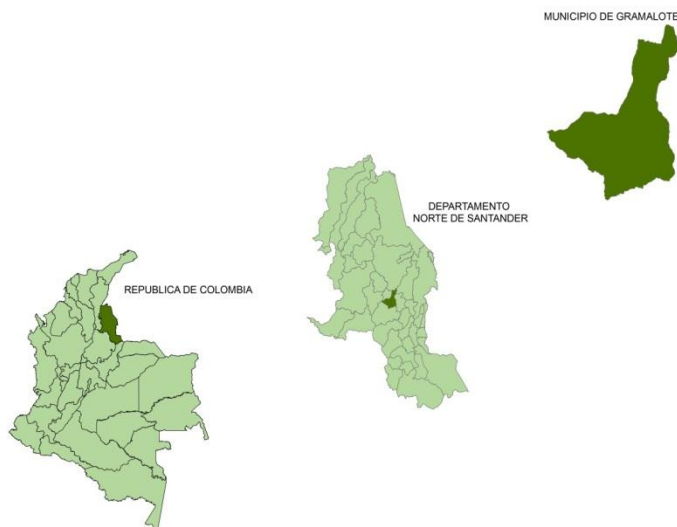 MUNICIPIO DE GRAMALOTE
DEPARTAMENTO
NORTE DE SANTANDER
REPUBLICA DE COLOMBIA